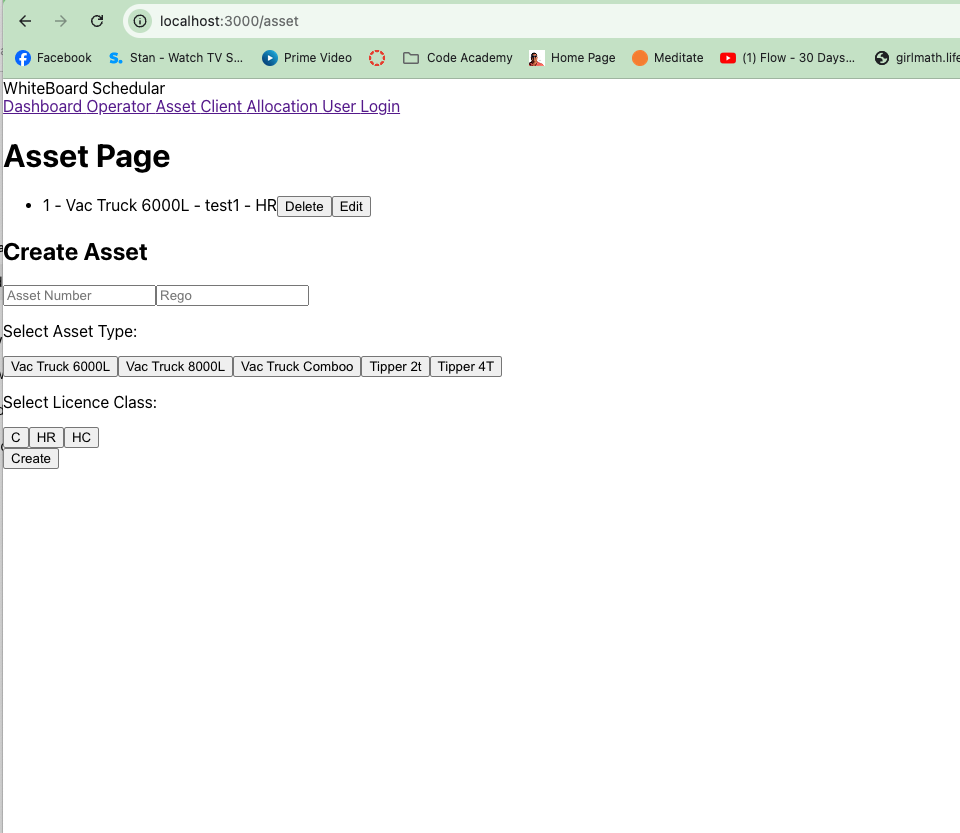 localhost:3000/asset
Facebook Stan - Watch TV S... Prime Video Code Academy Home Page Meditate (1) Flow - 30 Days... girlmath.life
WhiteBoard Schedular
Dashboard Operator Asset Client Allocation User Login
Asset Page
1 - Vac Truck 6000L - test1 - HR Delete Edit
Create Asset
Asset Number Rego
Select Asset Type:
Vac Truck 6000L Vac Truck 8000L Vac Truck Comboo Tipper 2t Tipper 4T
Select Licence Class:
C HR HC
Create